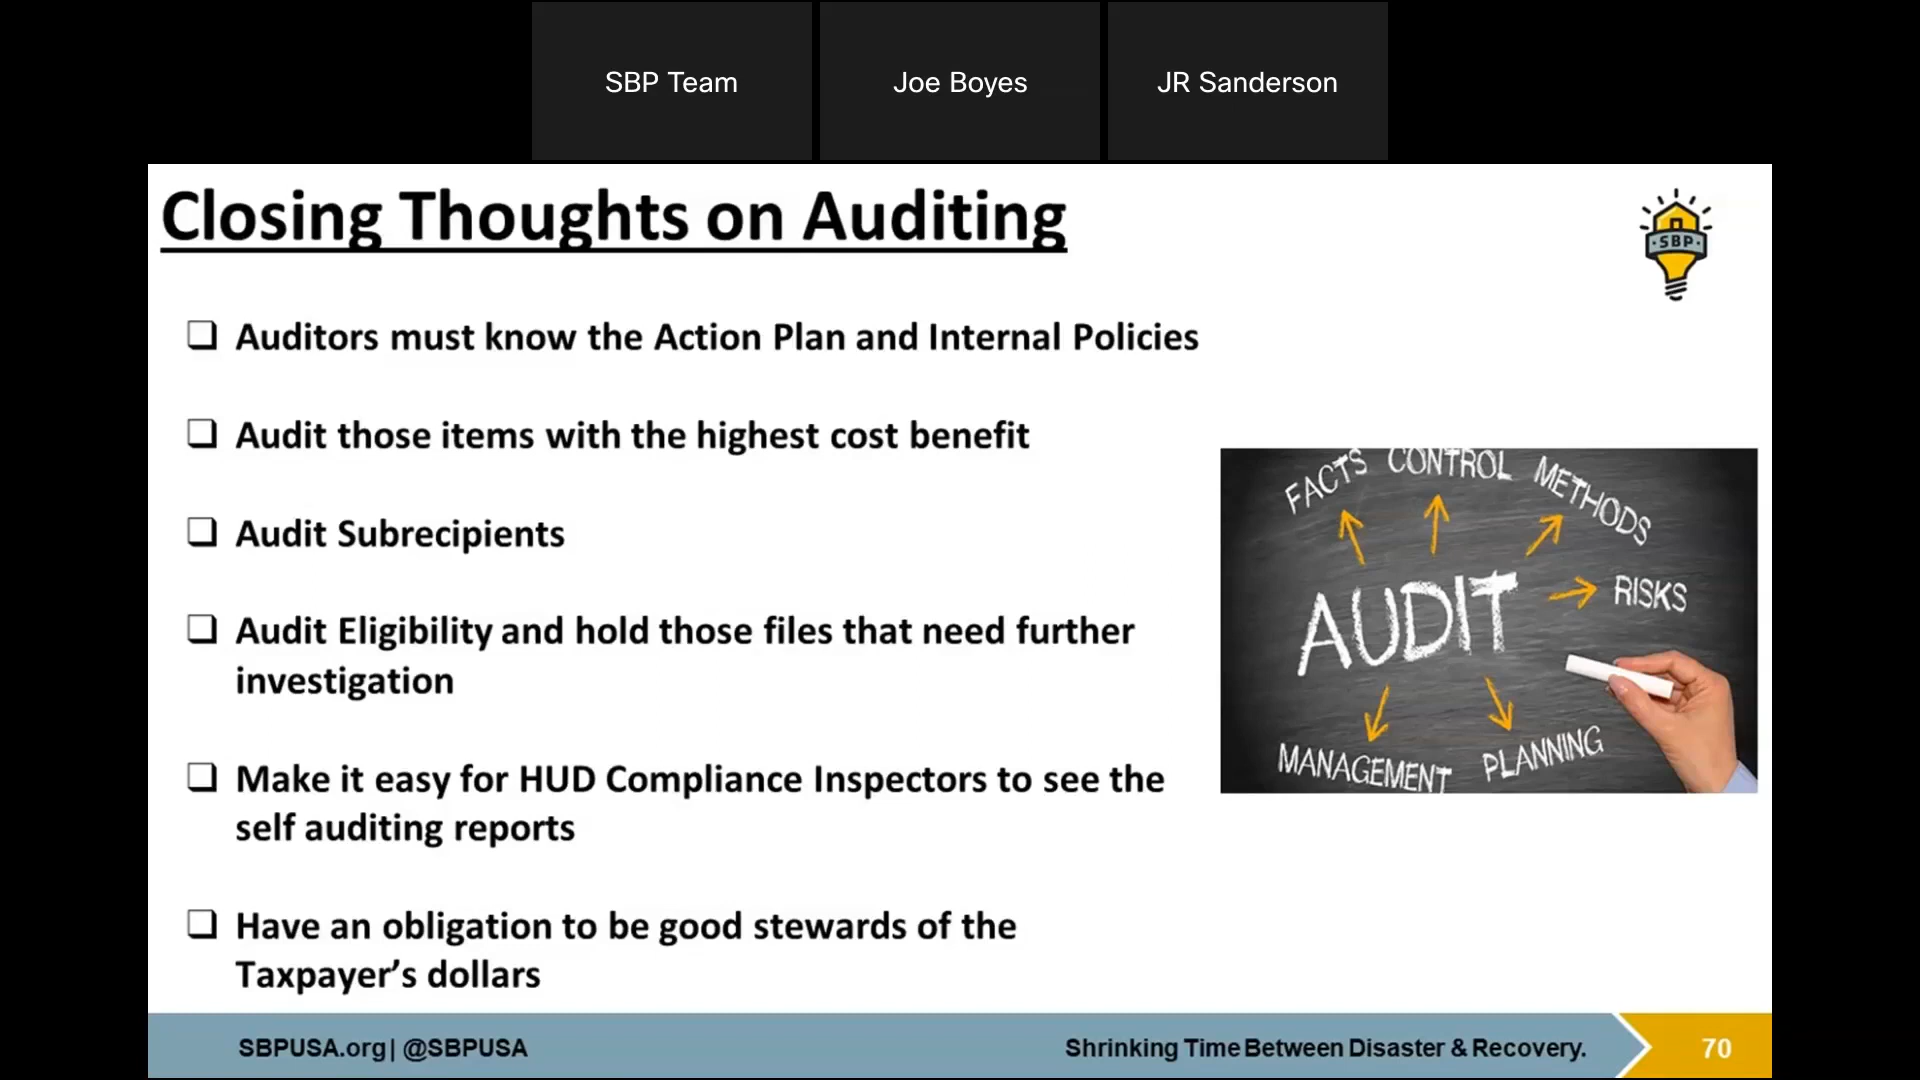 SBP Team
Joe Boyes
JR Sanderson
Closing Thoughts on Auditing
·SBP·
❑ Auditors must know the Action Plan and Internal Policies
❑ Audit those items with the highest cost benefit
❑ Audit Subrecipients
❑ Audit Eligibility and hold those files that need further
investigation
❑ Make it easy for HUD Compliance Inspectors to see the
self auditing reports
❑ Have an obligation to be good stewards of the
Taxpayer’s dollars
FACTS
CONTROL
METHODS
AUDIT
RISKS
MANAGEMENT
PLANNING
SBPUSA.org| @SBPUSA
Shrinking Time Between Disaster & Recovery.
70